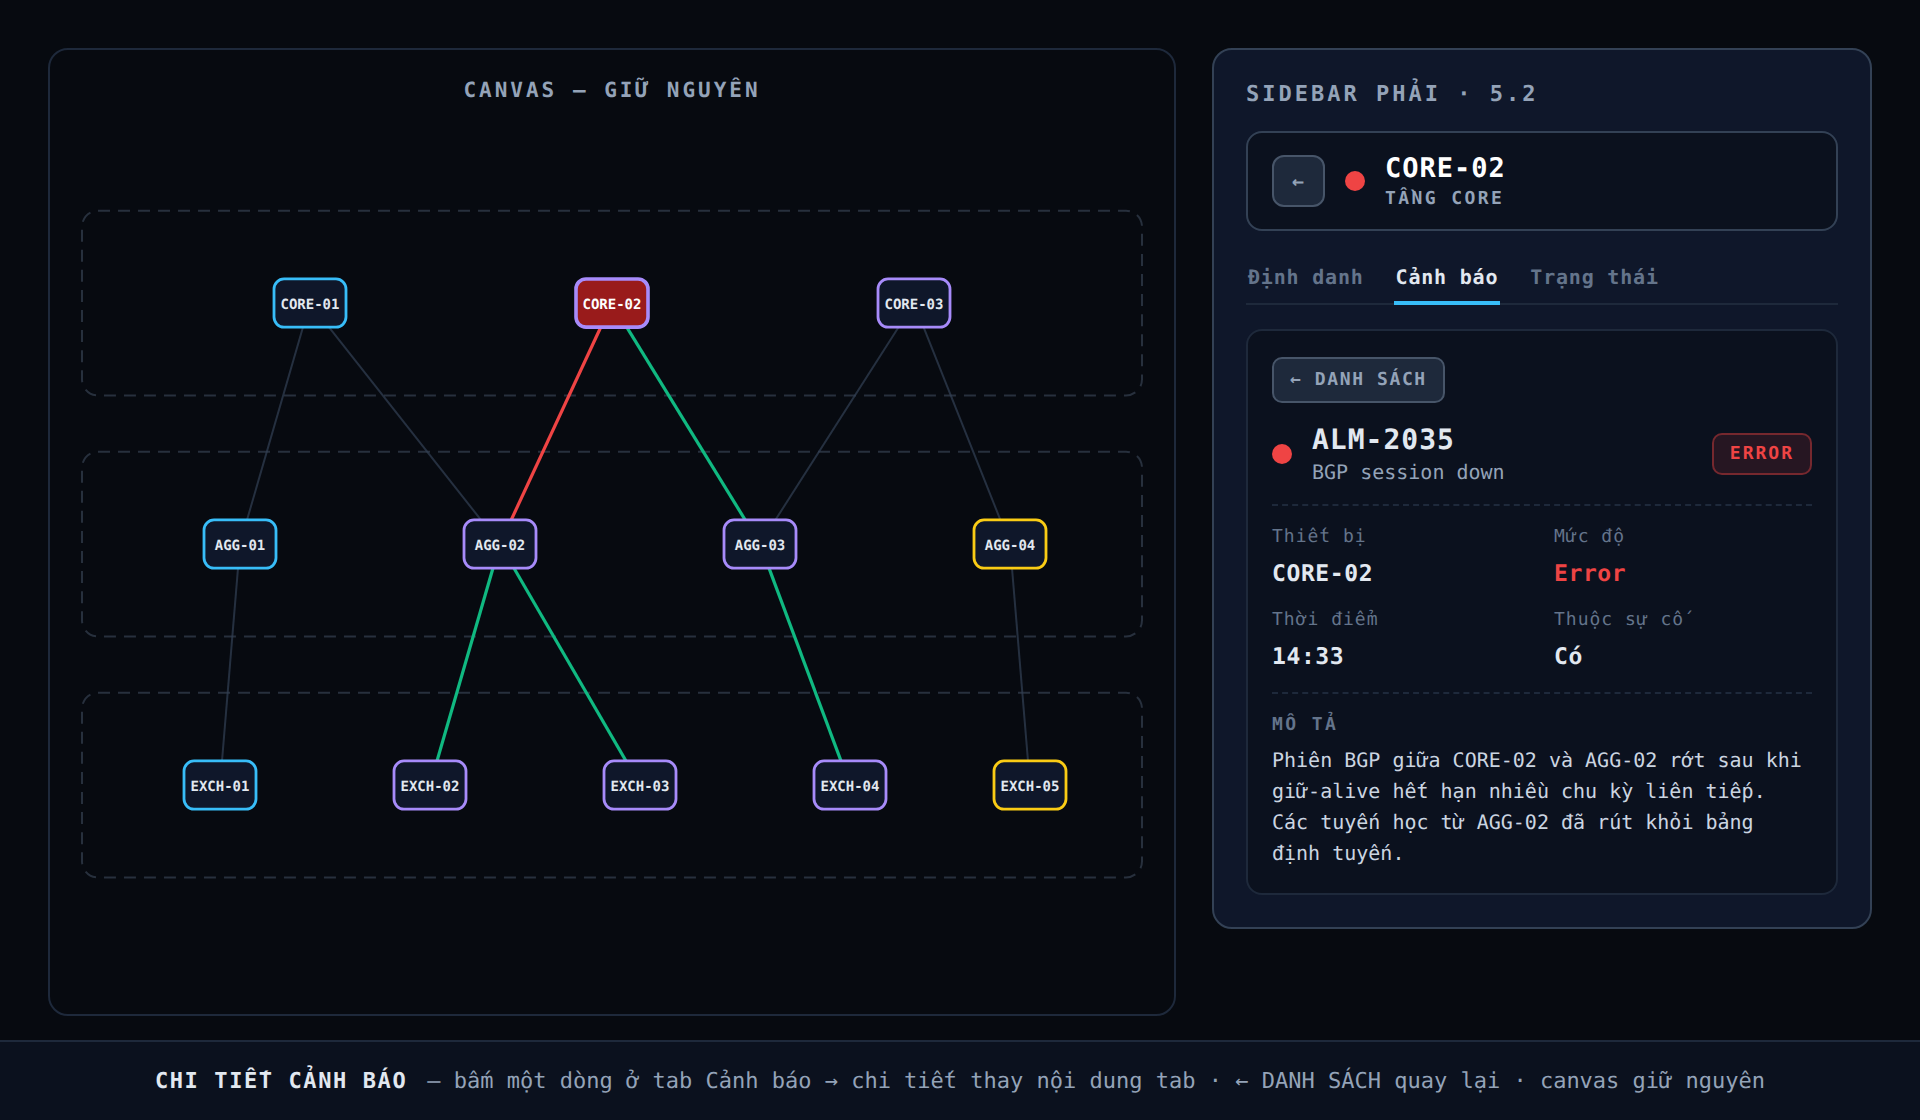 CANVAS — GIỮ NGUYÊN
CORE-01
CORE-02
CORE-03
AGG-01
AGG-02
AGG-03
AGG-04
EXCH-01
EXCH-02
EXCH-03
EXCH-04
EXCH-05
SIDEBAR PHẢI · 5.2
←
CORE-02
TẦNG CORE
Định danh
Cảnh báo
Trạng thái
← DANH SÁCH
ALM-2035
BGP session down
ERROR
Thiết bị
Mức độ
CORE-02
Error
Thời điểm
Thuộc sự cố
14:33
Có
MÔ TẢ
Phiên BGP giữa CORE-02 và AGG-02 rớt sau khi
giữ-alive hết hạn nhiều chu kỳ liên tiếp.
Các tuyến học từ AGG-02 đã rút khỏi bảng
định tuyến.
CHI TIẾT CẢNH BÁO — bấm một dòng ở tab Cảnh báo → chi tiết thay nội dung tab · ← DANH SÁCH quay lại · canvas giữ nguyên